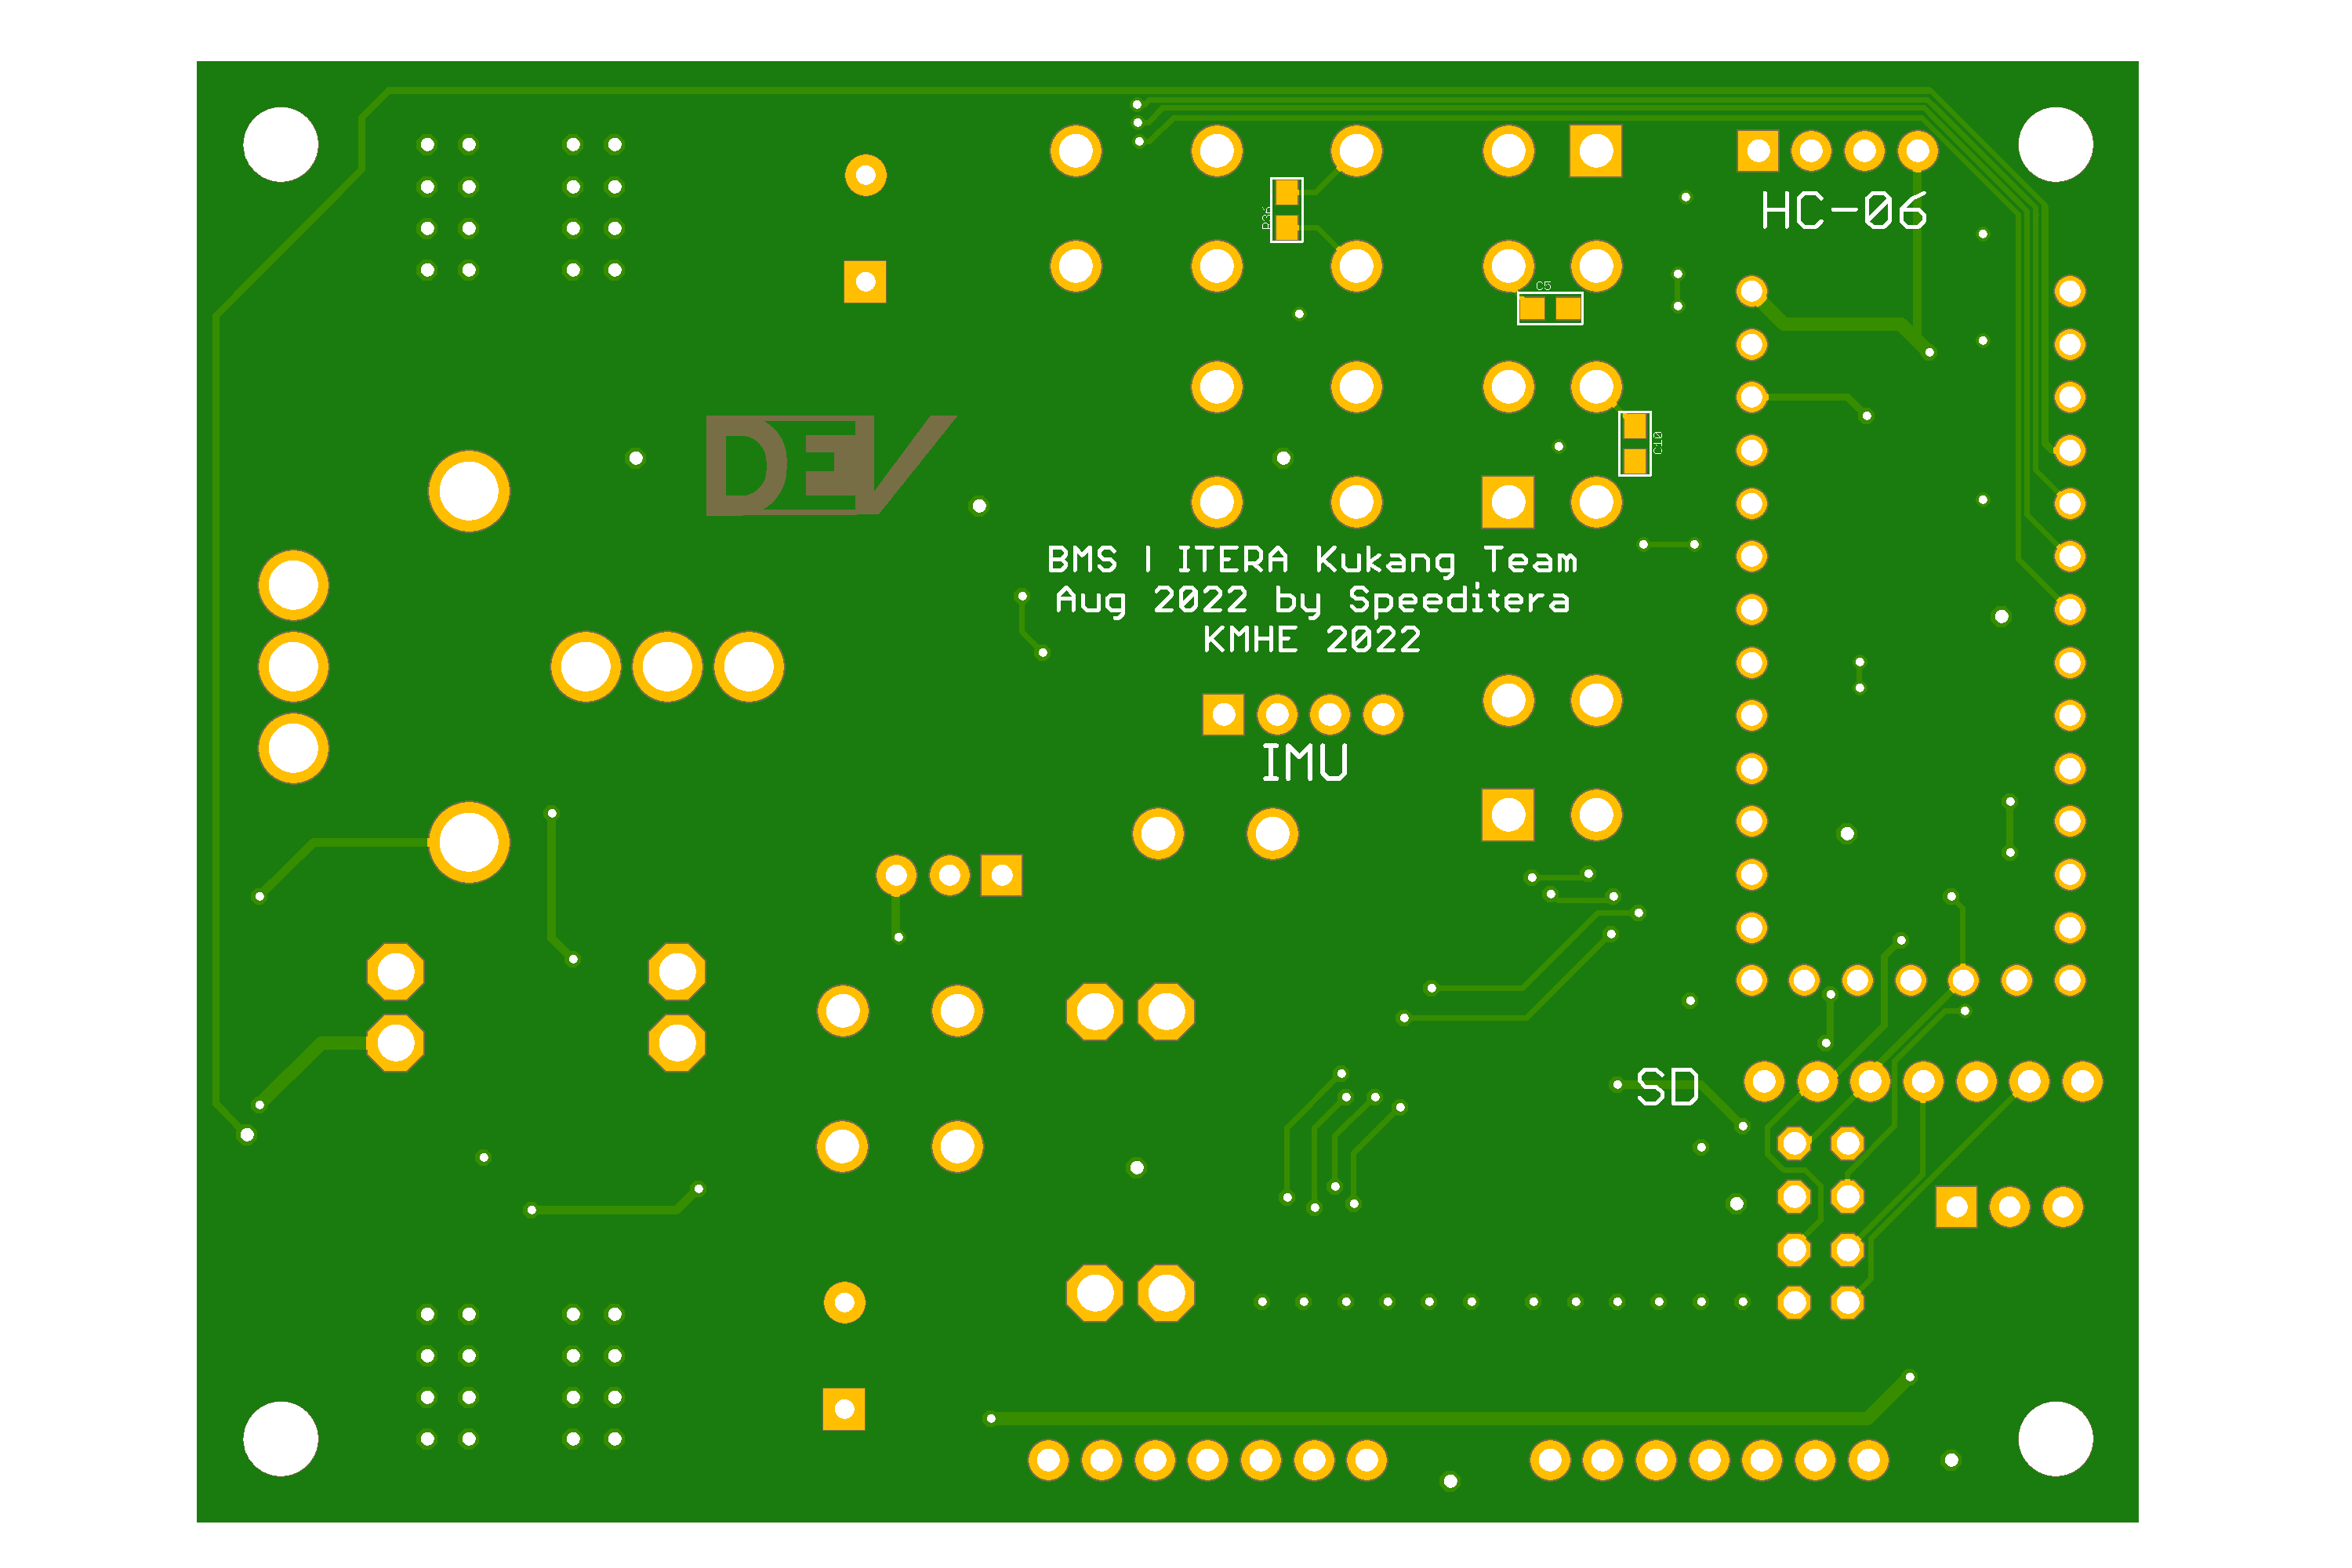 HC-06
R36
C5
C10
DEV
BMS | ITERA Kukang Team
Aug 2022 by Speeditera
KMHE 2022
IMU
SD